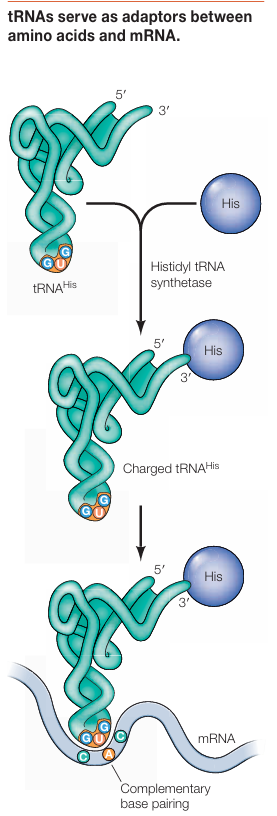 tRNAs serve as adaptors between
amino acids and mRNA.
5′
3′
His
G U G
tRNAHis
Histidyl tRNA
synthetase
5′
His
3′
Charged tRNAHis
G U G
5′
His
3′
mRNA
G U G
C A C
Complementary
base pairing